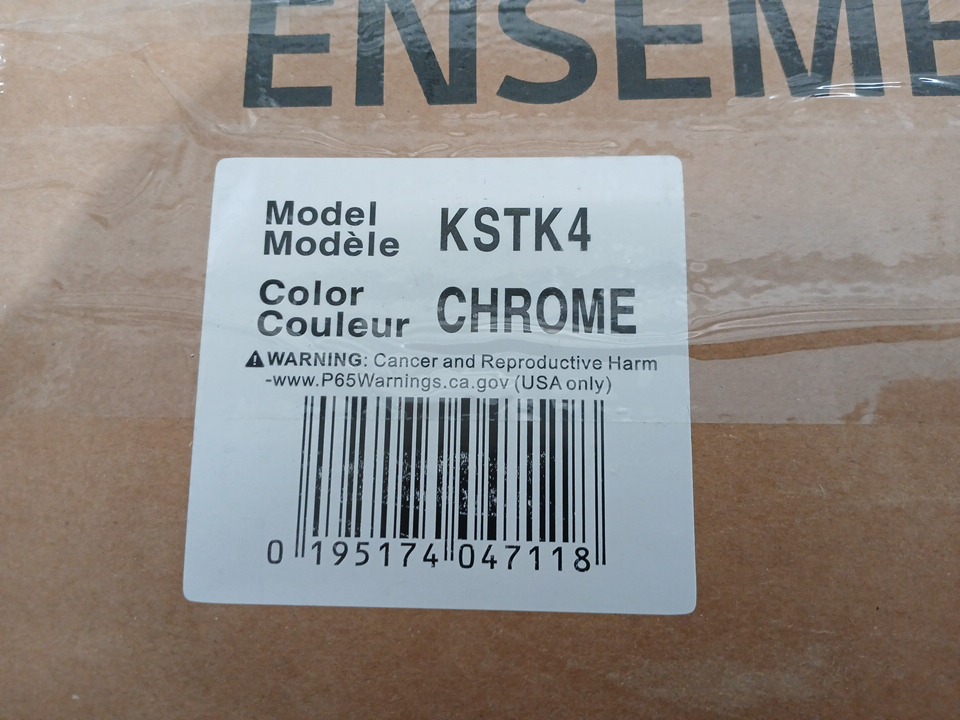 ENSEMB
Model
Modèle
KSTK4
Color
Couleur
CHROME
⚠WARNING: Cancer and Reproductive Harm
-www.P65Warnings.ca.gov (USA only)
0 195174 047118